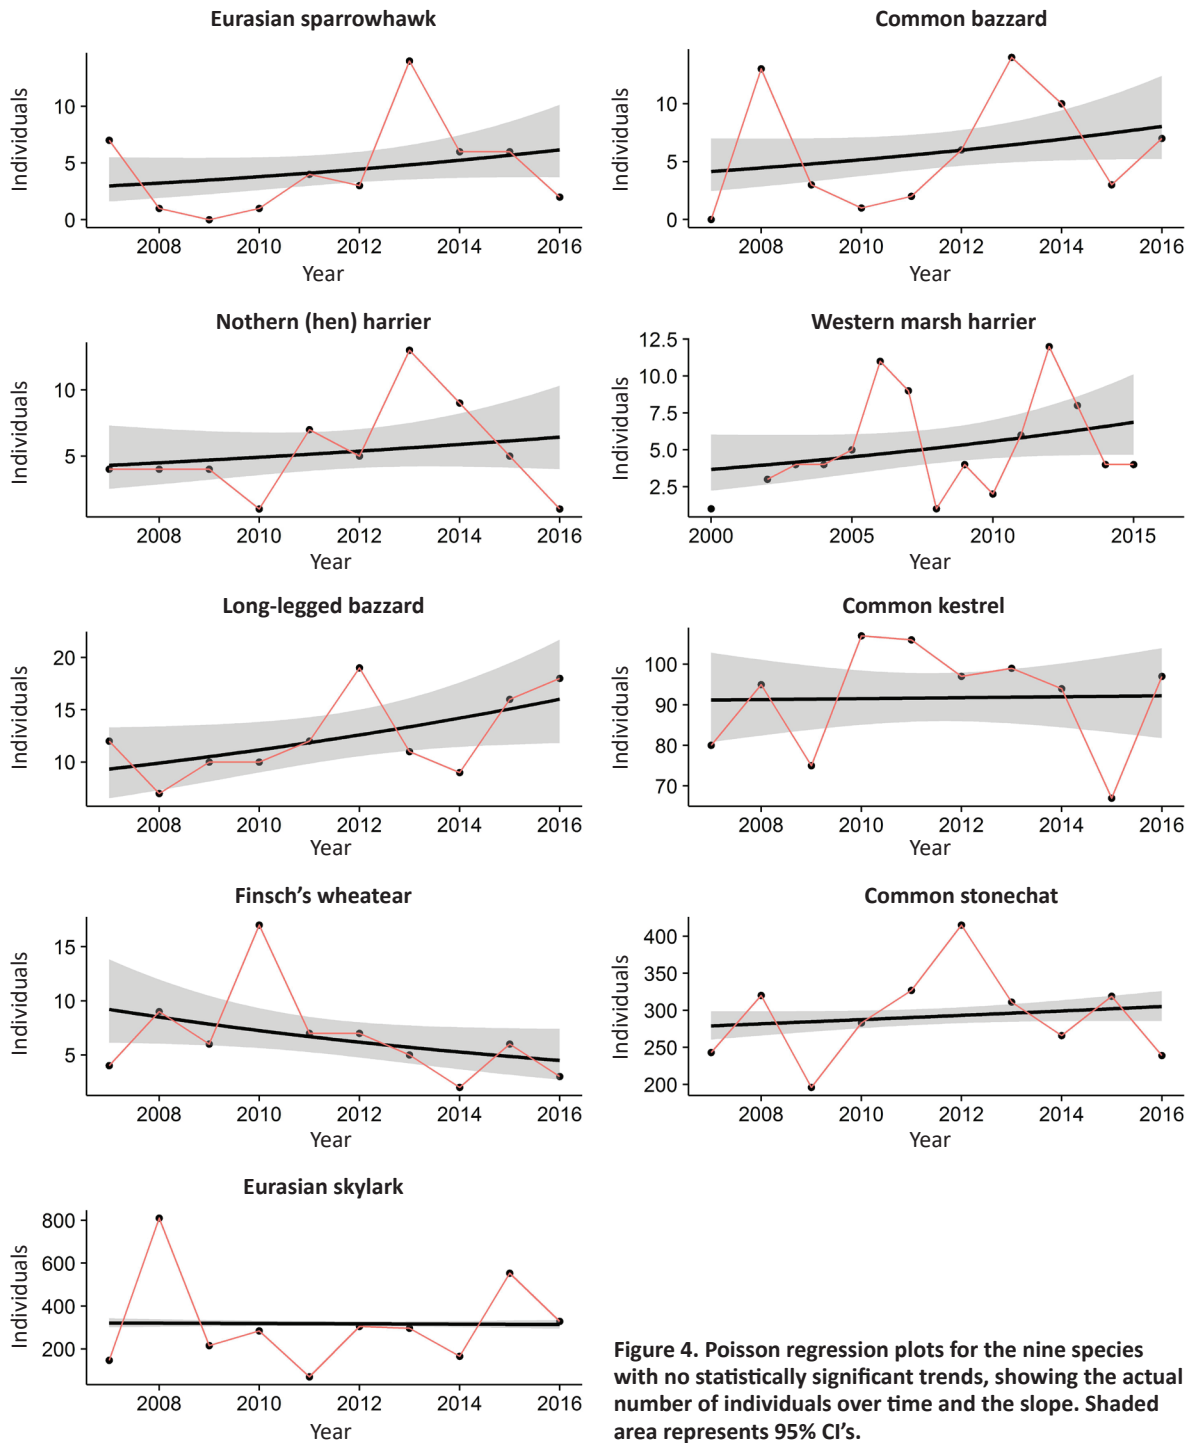 Eurasian sparrowhawk
Individuals
10
5
0
2008 2010 2012 2014 2016
Year
Common bazzard
Individuals
10
5
0
2008 2010 2012 2014 2016
Year
Nothern (hen) harrier
Individuals
10
5
2008 2010 2012 2014 2016
Year
Western marsh harrier
Individuals
12.5
10.0
7.5
5.0
2.5
2000 2005 2010 2015
Year
Long-legged bazzard
Individuals
20
15
10
2008 2010 2012 2014 2016
Year
Common kestrel
Individuals
100
90
80
70
2008 2010 2012 2014 2016
Year
Finsch’s wheatear
Individuals
15
10
5
2008 2010 2012 2014 2016
Year
Common stonechat
Individuals
400
350
300
250
200
2008 2010 2012 2014 2016
Year
Eurasian skylark
Individuals
800
600
400
200
2008 2010 2012 2014 2016
Year
Figure 4. Poisson regression plots for the nine species
with no statistically significant trends, showing the actual
number of individuals over time and the slope. Shaded
area represents 95% CI’s.